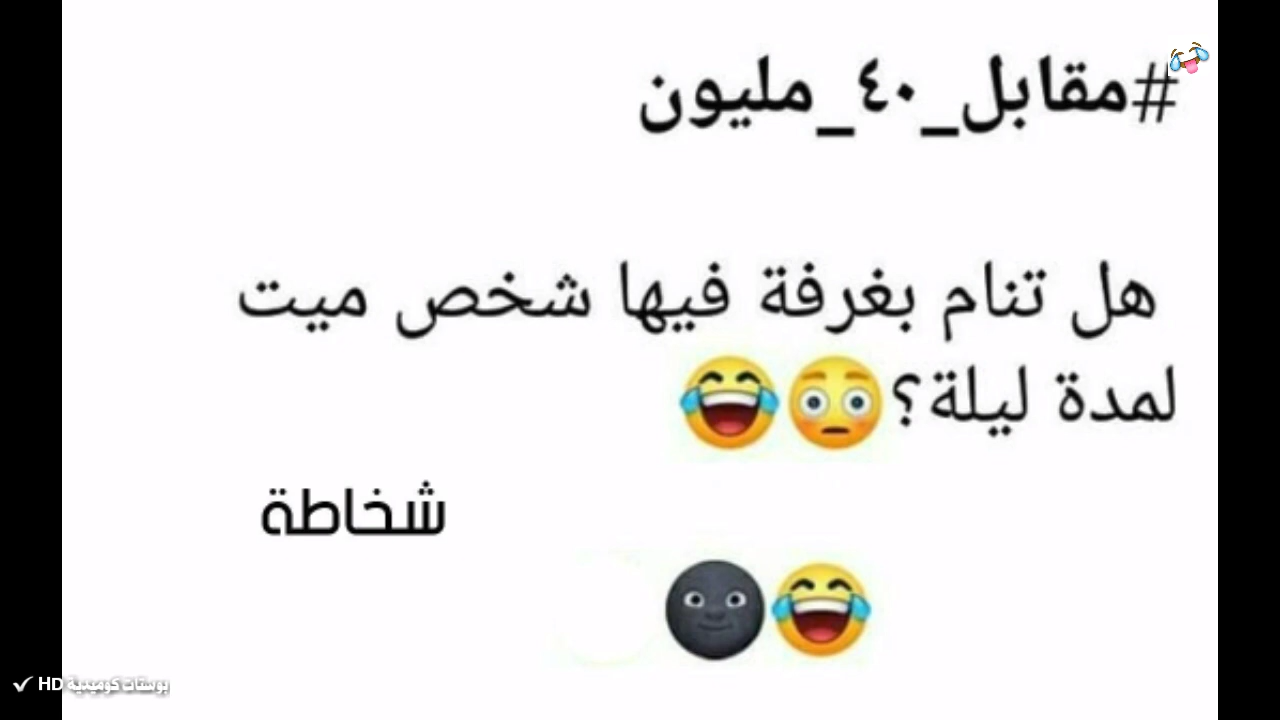 #مقابل_٤٠_مليون
هل تنام بغرفة فيها شخص ميت
لمدة ليلة؟😳😂
شخاطة
😂🌚
بوستات كوميدية HD ✓